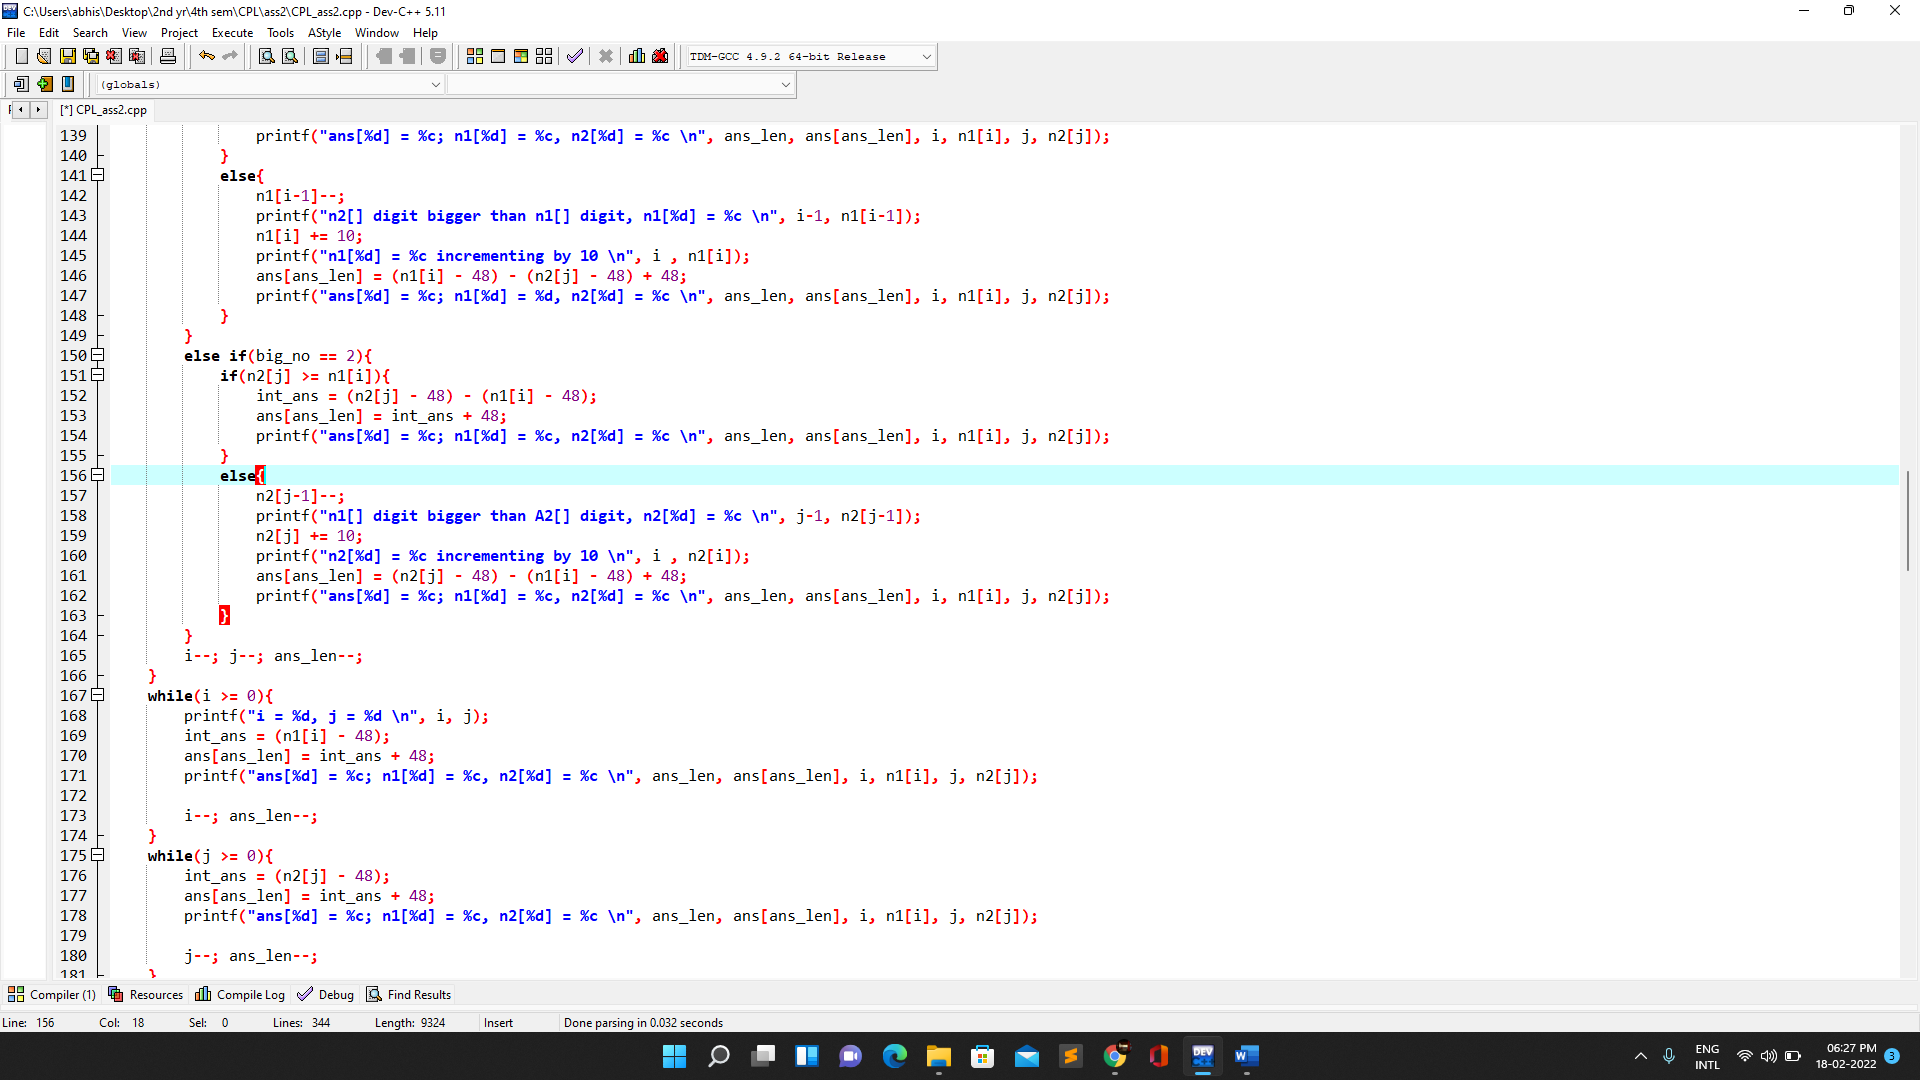 C:\Users\abhis\Desktop\2nd yr\4th sem\CPL\ass2\CPL_ass2.cpp - Dev-C++ 5.11
File Edit Search View Project Execute Tools AStyle Window Help
TDM-GCC 4.9.2 64-bit Release
(globals)
[*] CPL_ass2.cpp
139 printf("ans[%d] = %c; n1[%d] = %c, n2[%d] = %c \n", ans_len, ans[ans_len], i, n1[i], j, n2[j]);
140 }
141 else{
142 n1[i-1]--;
143 printf("n2[] digit bigger than n1[] digit, n1[%d] = %c \n", i-1, n1[i-1]);
144 n1[i] += 10;
145 printf("n1[%d] = %c incrementing by 10 \n", i , n1[i]);
146 ans[ans_len] = (n1[i] - 48) - (n2[j] - 48) + 48;
147 printf("ans[%d] = %c; n1[%d] = %d, n2[%d] = %c \n", ans_len, ans[ans_len], i, n1[i], j, n2[j]);
148 }
149 }
150 else if(big_no == 2){
151 if(n2[j] >= n1[i]){
152 int_ans = (n2[j] - 48) - (n1[i] - 48);
153 ans[ans_len] = int_ans + 48;
154 printf("ans[%d] = %c; n1[%d] = %c, n2[%d] = %c \n", ans_len, ans[ans_len], i, n1[i], j, n2[j]);
155 }
156 else{
157 n2[j-1]--;
158 printf("n1[] digit bigger than A2[] digit, n2[%d] = %c \n", j-1, n2[j-1]);
159 n2[j] += 10;
160 printf("n2[%d] = %c incrementing by 10 \n", i , n2[i]);
161 ans[ans_len] = (n2[j] - 48) - (n1[i] - 48) + 48;
162 printf("ans[%d] = %c; n1[%d] = %c, n2[%d] = %c \n", ans_len, ans[ans_len], i, n1[i], j, n2[j]);
163 }
164 }
165 i--; j--; ans_len--;
166 }
167 while(i >= 0){
168 printf("i = %d, j = %d \n", i, j);
169 int_ans = (n1[i] - 48);
170 ans[ans_len] = int_ans + 48;
171 printf("ans[%d] = %c; n1[%d] = %c, n2[%d] = %c \n", ans_len, ans[ans_len], i, n1[i], j, n2[j]);
172
173 i--; ans_len--;
174 }
175 while(j >= 0){
176 int_ans = (n2[j] - 48);
177 ans[ans_len] = int_ans + 48;
178 printf("ans[%d] = %c; n1[%d] = %c, n2[%d] = %c \n", ans_len, ans[ans_len], i, n1[i], j, n2[j]);
179
180 j--; ans_len--;
181 }
Compiler (1) Resources Compile Log Debug Find Results
Line: 156 Col: 18 Sel: 0 Lines: 344 Length: 9324 Insert Done parsing in 0.032 seconds
DEV
ENG
INTL
06:27 PM
18-02-2022
3